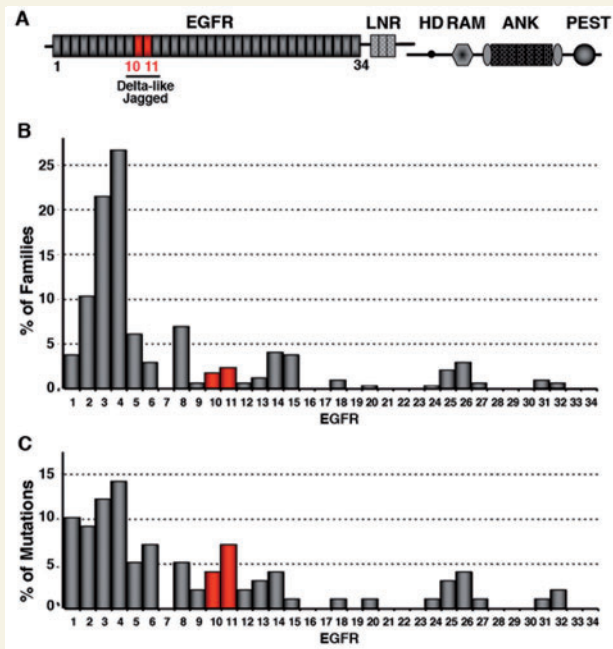 A EGFR LNR HD RAM ANK PEST
1 10 11 34
Delta-like
Jagged
B
% of Families
25
20
15
10
5
0
1 2 3 4 5 6 7 8 9 10 11 12 13 14 15 16 17 18 19 20 21 22 23 24 25 26 27 28 29 30 31 32 33 34
EGFR
C
% of Mutations
15
10
5
0
1 2 3 4 5 6 7 8 9 10 11 12 13 14 15 16 17 18 19 20 21 22 23 24 25 26 27 28 29 30 31 32 33 34
EGFR